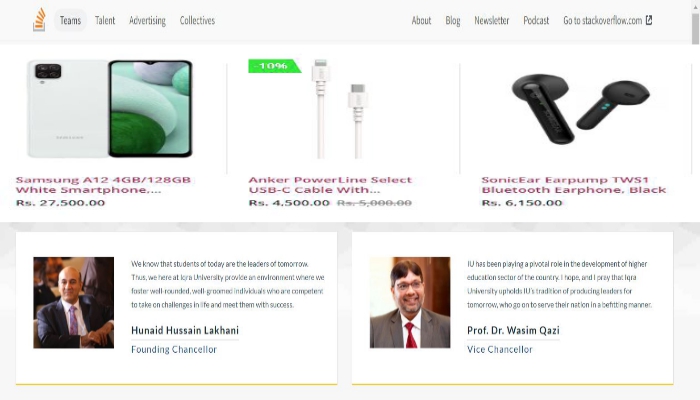 Teams Talent Advertising Collectives About Blog Newsletter Podcast Go to stackoverflow.com
-10%
SAMSUNG
Samsung A12 4GB/128GB
White Smartphone,...
Rs. 27,500.00
Anker PowerLine Select
USB-C Cable With...
Rs. 4,500.00 Rs. 5,000.00
SonicEar Earpump TWS1
Bluetooth Earphone, Black
Rs. 6,150.00
We know that students of today are the leaders of tomorrow.
Thus, we here at Iqra University provide an environment where we
foster well-rounded, well-groomed individuals who are competent
to take on challenges in life and meet them with success.
Hunaid Hussain Lakhani
Founding Chancellor
IU has been playing a pivotal role in the development of higher
education sector of the country. I hope, and I pray that Iqra
University upholds IU's tradition of producing leaders for
tomorrow, who go on to serve their nation in a befitting manner.
Prof. Dr. Wasim Qazi
Vice Chancellor